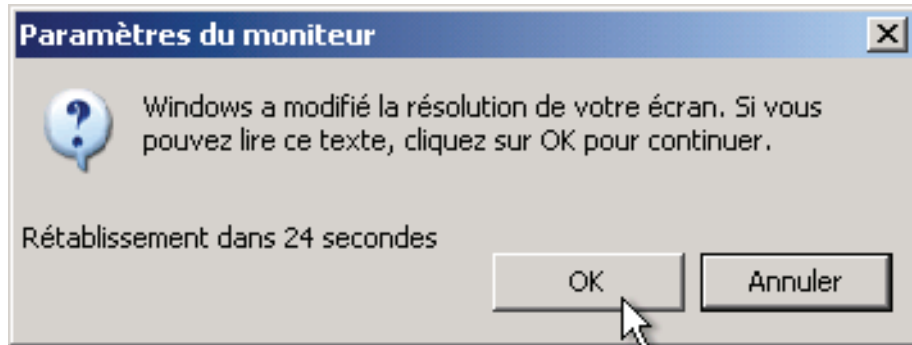 Paramètres du moniteur
Windows a modifié la résolution de votre écran. Si vous
pouvez lire ce texte, cliquez sur OK pour continuer.
Rétablissement dans 24 secondes
OK
Annuler